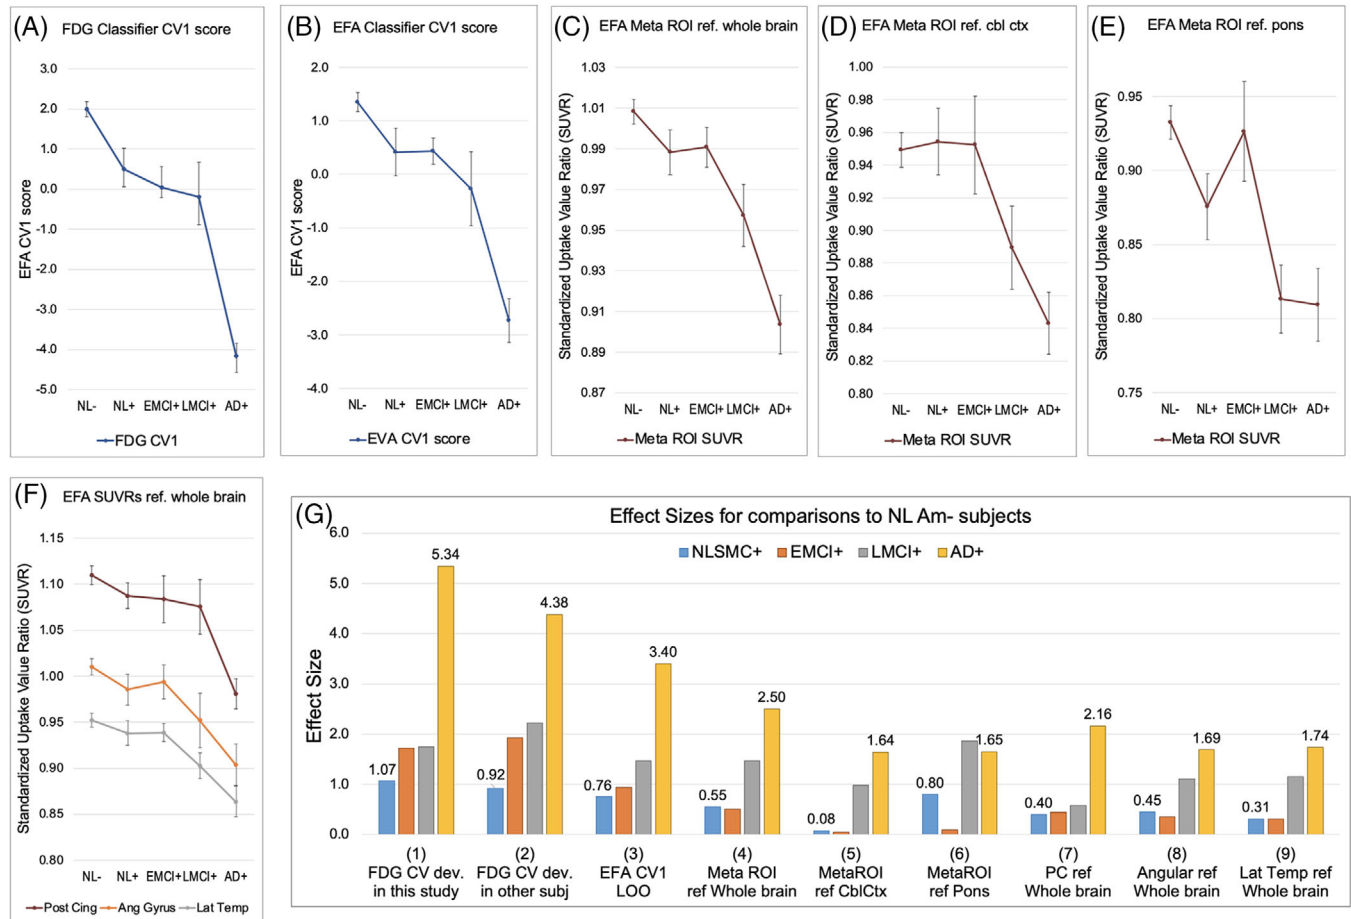 (A) FDG Classifier CV1 score
EFA CV1 score
3.0
2.0
1.0
0.0
-1.0
-2.0
-3.0
-4.0
-5.0
NL- NL+ EMCI+ LMCI+ AD+
FDG CV1
(B) EFA Classifier CV1 score
EFA CV1 score
2.0
1.0
0.0
-1.0
-2.0
-3.0
-4.0
NL- NL+ EMCI+ LMCI+ AD+
EVA CV1 score
(C) EFA Meta ROI ref. whole brain
Standardized Uptake Value Ratio (SUVR)
1.03
1.01
0.99
0.97
0.95
0.93
0.91
0.89
0.87
NL- NL+ EMCI+ LMCI+ AD+
Meta ROI SUVR
(D) EFA Meta ROI ref. cbl ctx
Standardized Uptake Value Ratio (SUVR)
1.00
0.98
0.96
0.94
0.92
0.90
0.88
0.86
0.84
0.82
0.80
NL- NL+ EMCI+ LMCI+ AD+
Meta ROI SUVR
(E) EFA Meta ROI ref. pons
Standardized Uptake Value Ratio (SUVR)
0.95
0.90
0.85
0.80
0.75
NL- NL+ EMCI+ LMCI+ AD+
Meta ROI SUVR
(F) EFA SUVRs ref. whole brain
Standardized Uptake Value Ratio (SUVR)
1.15
1.10
1.05
1.00
0.95
0.90
0.85
0.80
NL- NL+ EMCI+ LMCI+ AD+
Post Cing Ang Gyrus Lat Temp
(G) Effect Sizes for comparisons to NL Am- subjects
NLSMC+ EMCI+ LMCI+ AD+
Effect Size
6.0
5.0
4.0
3.0
2.0
1.0
0.0
1.07 5.34
0.92 4.38
0.76 3.40
0.55 2.50
0.08 1.64
0.80 1.65
0.40 2.16
0.45 1.69
0.31 1.74
(1)
FDG CV dev.
in this study
(2)
FDG CV dev.
in other subj
(3)
EFA CV1
LOO
(4)
Meta ROI
ref Whole brain
(5)
MetaROI
ref CblCtx
(6)
MetaROI
ref Pons
(7)
PC ref
Whole brain
(8)
Angular ref
Whole brain
(9)
Lat Temp ref
Whole brain